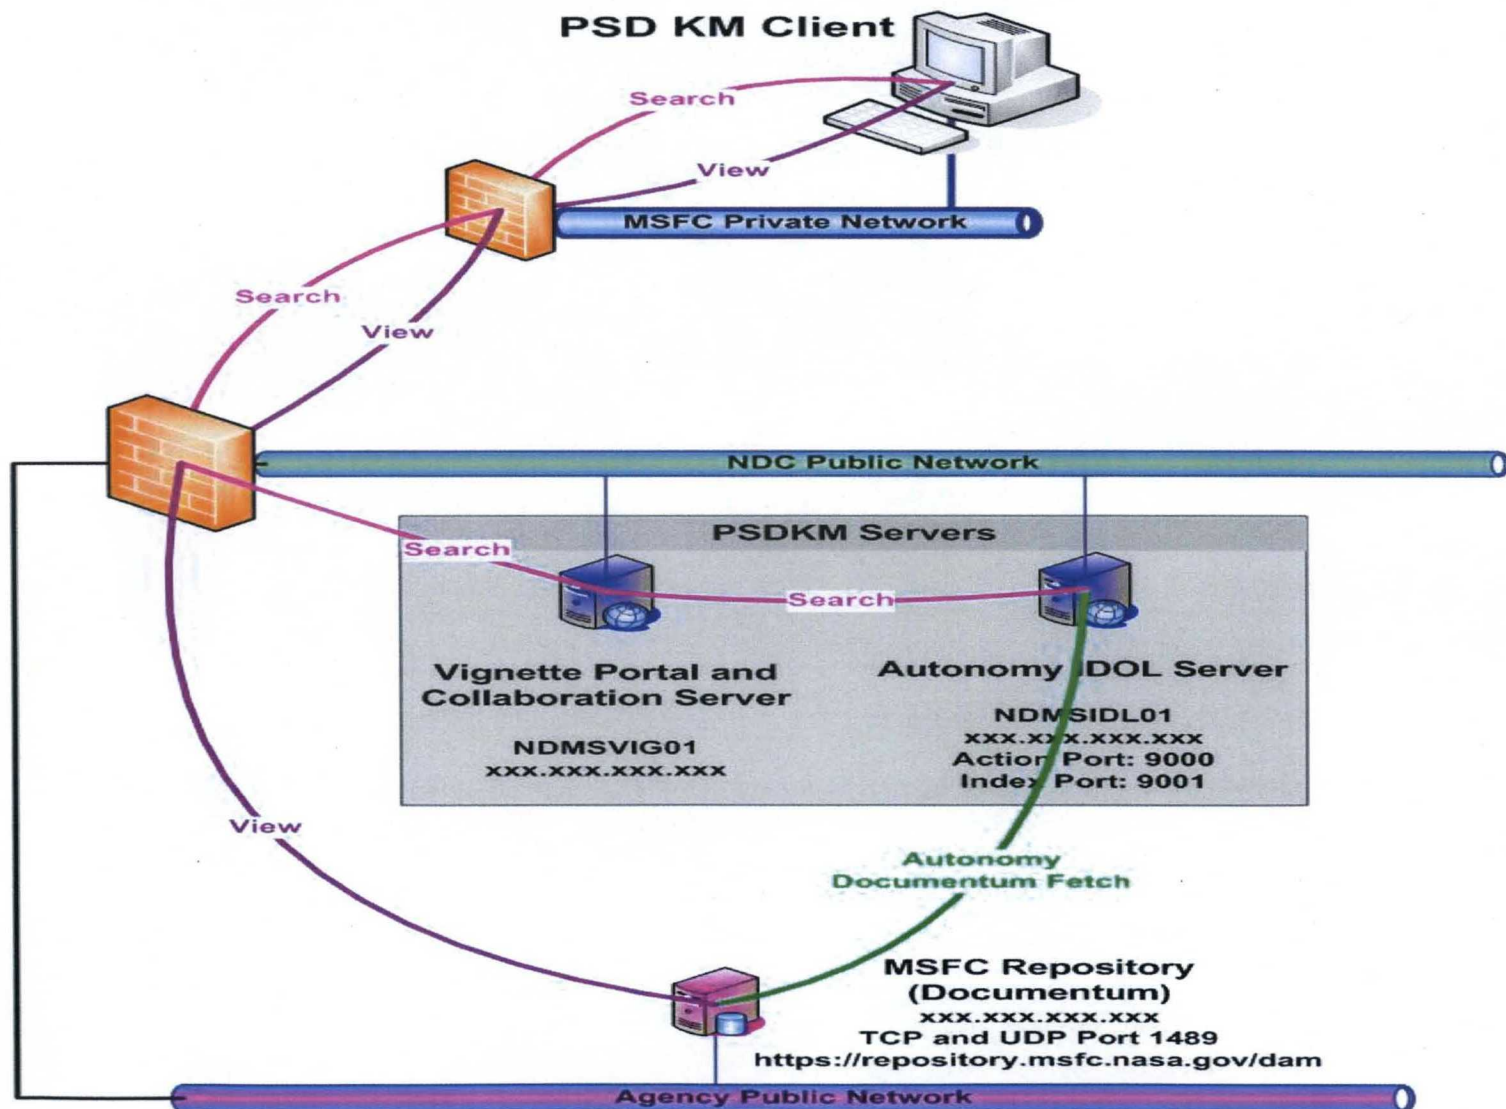 PSD KM Client
Search
View
MSFC Private Network
Search
View
NDC Public Network
PSDKM Servers
Search
Search
Vignette Portal and
Collaboration Server
NDMSVIG01
xxx.xxx.xxx.xxx
Autonomy IDOL Server
NDMSIDL01
xxx.xxx.xxx.xxx
Action Port: 9000
Index Port: 9001
View
Autonomy
Documentum Fetch
MSFC Repository
(Documentum)
xxx.xxx.xxx.xxx
TCP and UDP Port 1489
https://repository.msfc.nasa.gov/dam
Agency Public Network